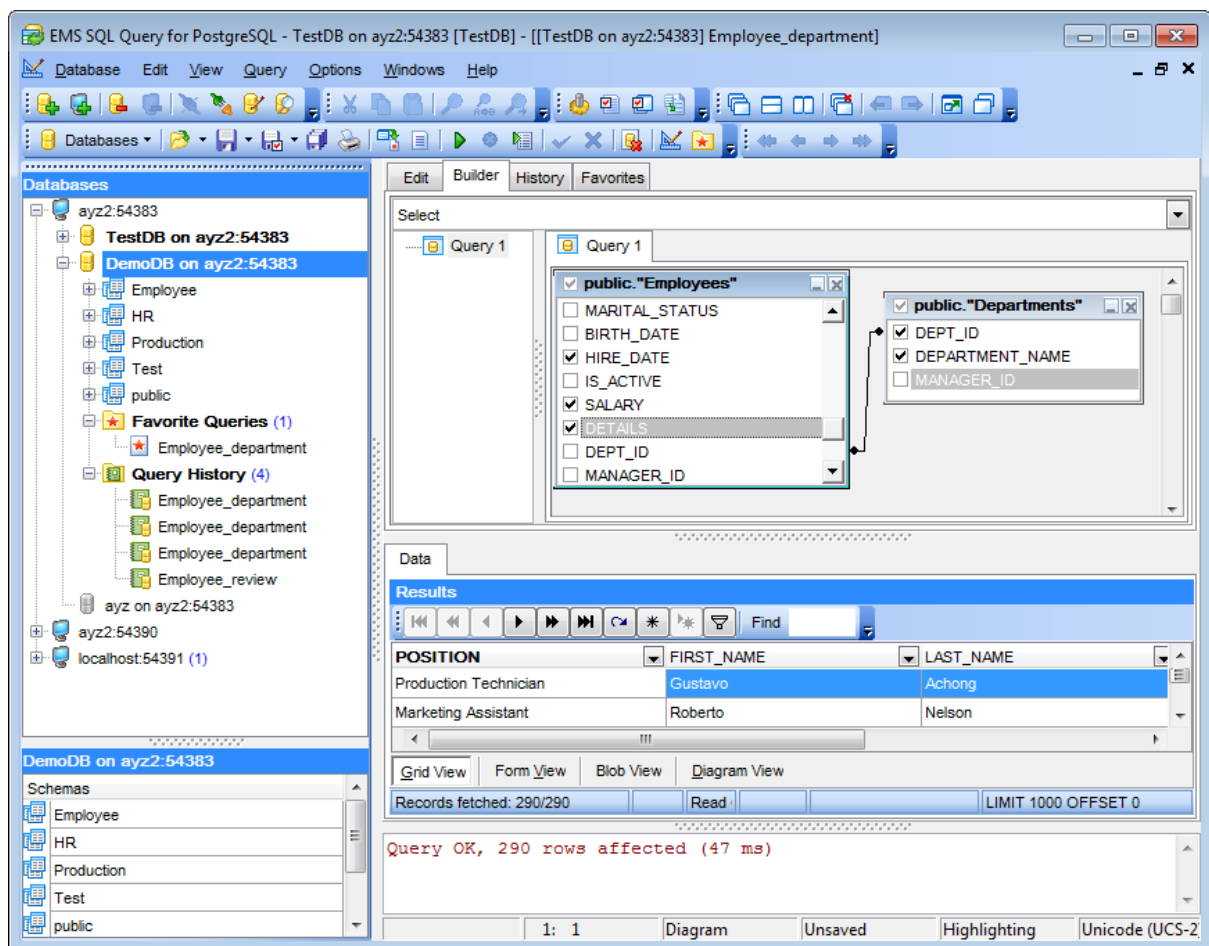 EMS SQL Query for PostgreSQL - TestDB on ayz2:54383 [TestDB] - [[TestDB on ayz2:54383] Employee_department]
Database Edit View Query Options Windows Help
Databases
Databases
ayz2:54383
TestDB on ayz2:54383
DemoDB on ayz2:54383
Employee
HR
Production
Test
public
Favorite Queries (1)
Employee_department
Query History (4)
Employee_department
Employee_department
Employee_department
Employee_review
ayz on ayz2:54383
ayz2:54390
localhost:54391 (1)
DemoDB on ayz2:54383
Schemas
Employee
HR
Production
Test
public
Edit Builder History Favorites
Select
Query 1
Query 1
public."Employees"
MARITAL_STATUS
BIRTH_DATE
HIRE_DATE
IS_ACTIVE
SALARY
DETAILS
DEPT_ID
MANAGER_ID
public."Departments"
DEPT_ID
DEPARTMENT_NAME
MANAGER_ID
Data
Results
Find
POSITION FIRST_NAME LAST_NAME
Production Technician Gustavo Achong
Marketing Assistant Roberto Nelson
Grid View Form View Blob View Diagram View
Records fetched: 290/290 Read LIMIT 1000 OFFSET 0
Query OK, 290 rows affected (47 ms)
1: 1 Diagram Unsaved Highlighting Unicode (UCS-2